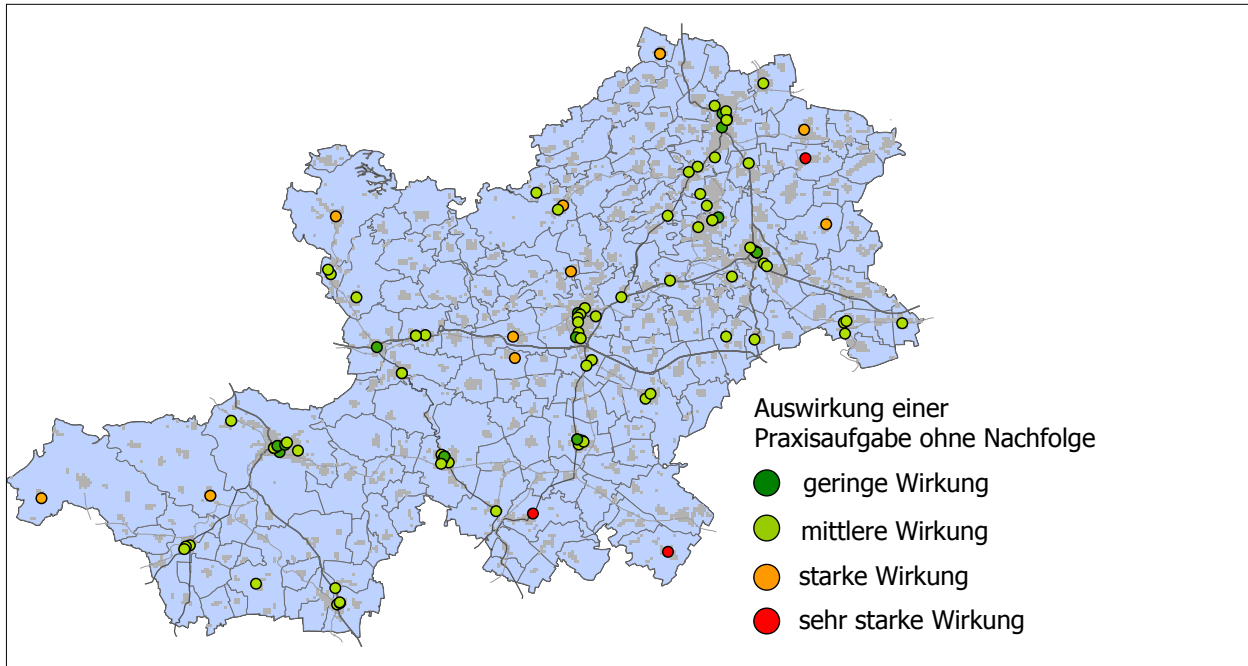 Auswirkung einer
Praxisaufgabe ohne Nachfolge
geringe Wirkung
mittlere Wirkung
starke Wirkung
sehr starke Wirkung